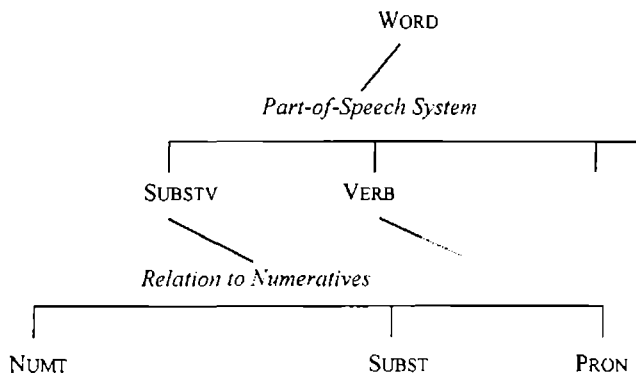 WORD
Part-of-Speech System
SUBSTV VERB
Relation to Numeratives
NUMT SUBST PRON